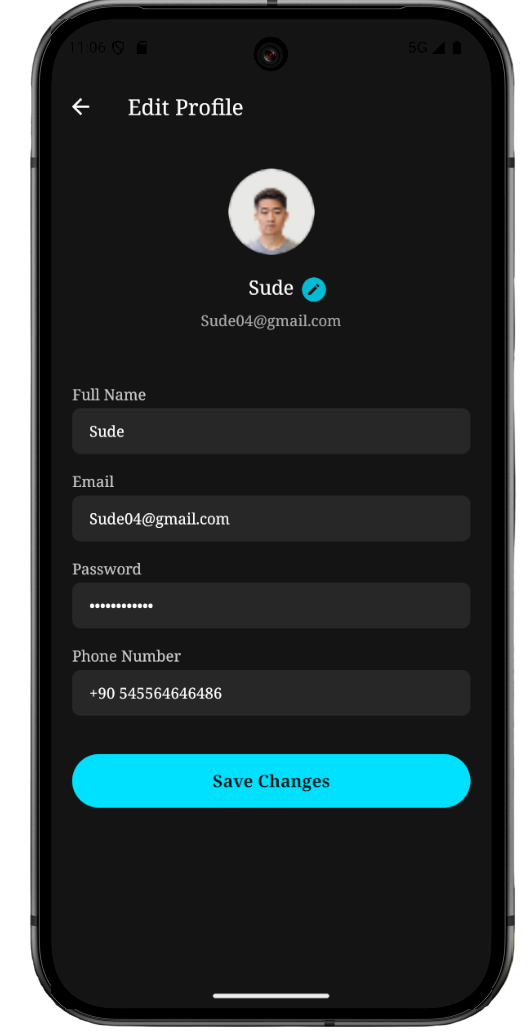 11:06 5G
Edit Profile
Sude
Sude04@gmail.com
Full Name
Sude
Email
Sude04@gmail.com
Password
••••••••••••
Phone Number
+90 545564646486
Save Changes